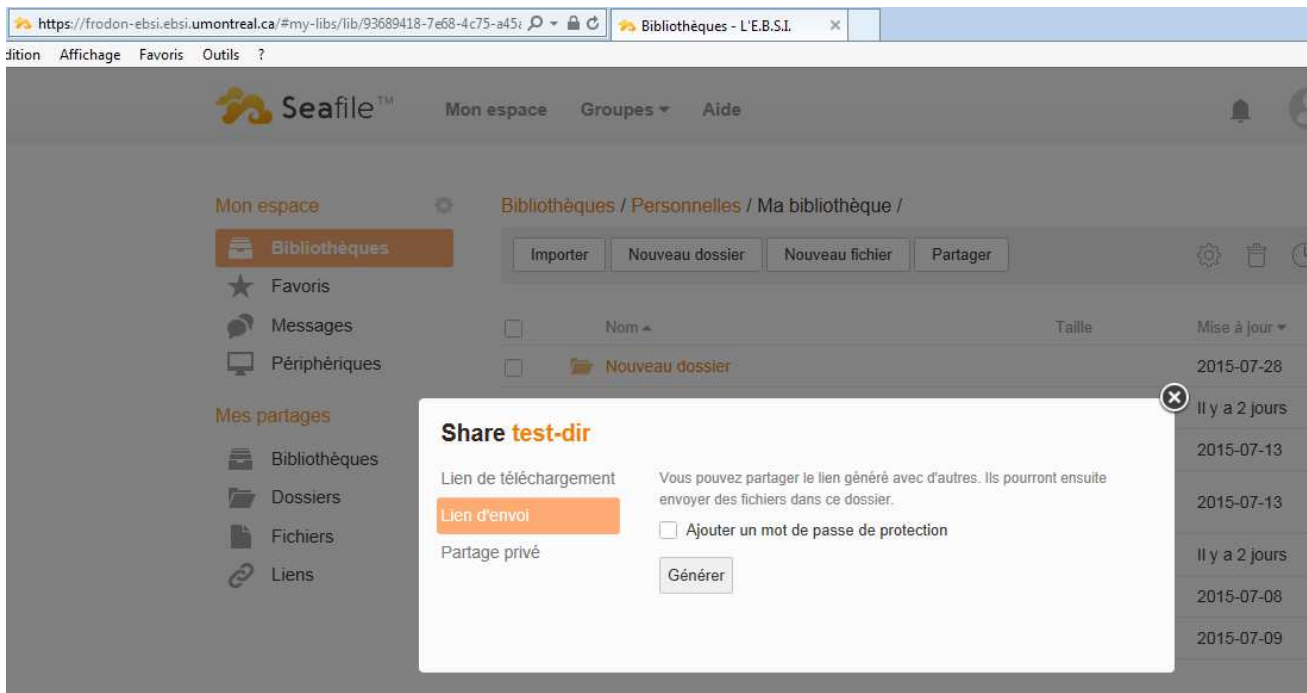 https://frodon-ebsi.ebsi.umontreal.ca/#my-libs/lib/93689418-7e68-4c75-a45a
Bibliothèques - L'E.B.S.I.
dition Affichage Favoris Outils ?
Seafile™ Mon espace Groupes Aide
Mon espace
Bibliothèques / Personnelles / Ma bibliothèque /
Bibliothèques
Importer Nouveau dossier Nouveau fichier Partager
Favoris
Messages
Nom Taille Mise à jour
Périphériques
Nouveau dossier 2015-07-28
Mes partages
Il y a 2 jours
Bibliothèques
2015-07-13
Dossiers
2015-07-13
Fichiers
Il y a 2 jours
Liens
2015-07-08
2015-07-09
Share test-dir
Lien de téléchargement
Lien d'envoi
Partage privé
Vous pouvez partager le lien généré avec d'autres. Ils pourront ensuite
envoyer des fichiers dans ce dossier.
Ajouter un mot de passe de protection
Générer